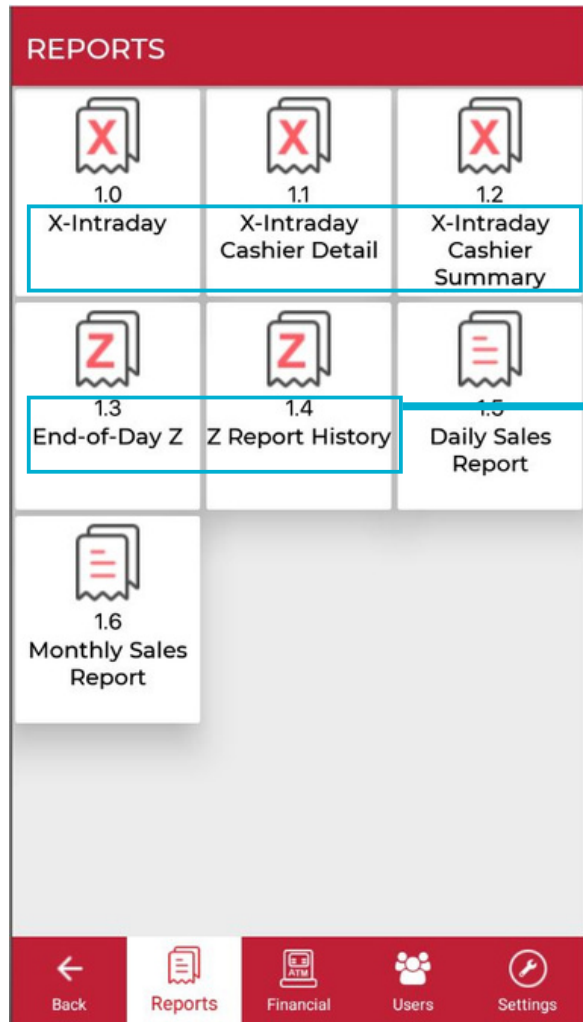 REPORTS
X
X
X
1.0
1.1
1.2
X-Intraday
X-Intraday
Cashier Detail
X-Intraday
Cashier
Summary
Z
Z
1.3
1.4
1.5
End-of-Day Z
Z Report History
Daily Sales
Report
1.6
Monthly Sales
Report
ATM
Back
Reports
Financial
Users
Settings